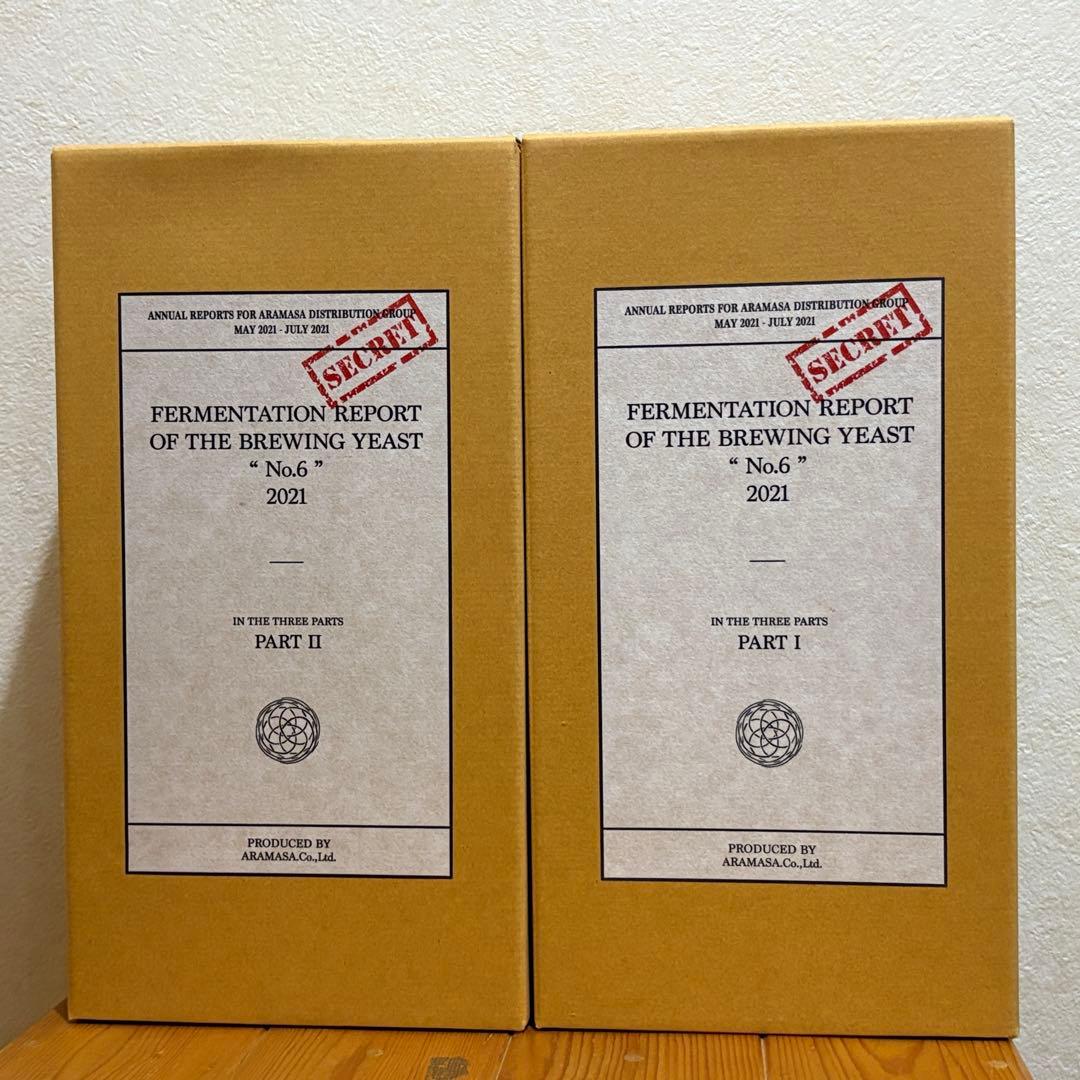 ANNUAL REPORTS FOR ARAMASA DISTRIBUTION GROUP
MAY 2021 - JULY 2021
SECRET
FERMENTATION REPORT
OF THE BREWING YEAST
“ No.6 ”
2021
IN THE THREE PARTS
PART II
PRODUCED BY
ARAMASA.Co.,Ltd.
ANNUAL REPORTS FOR ARAMASA DISTRIBUTION GROUP
MAY 2021 - JULY 2021
SECRET
FERMENTATION REPORT
OF THE BREWING YEAST
“ No.6 ”
2021
IN THE THREE PARTS
PART I
PRODUCED BY
ARAMASA.Co.,Ltd.